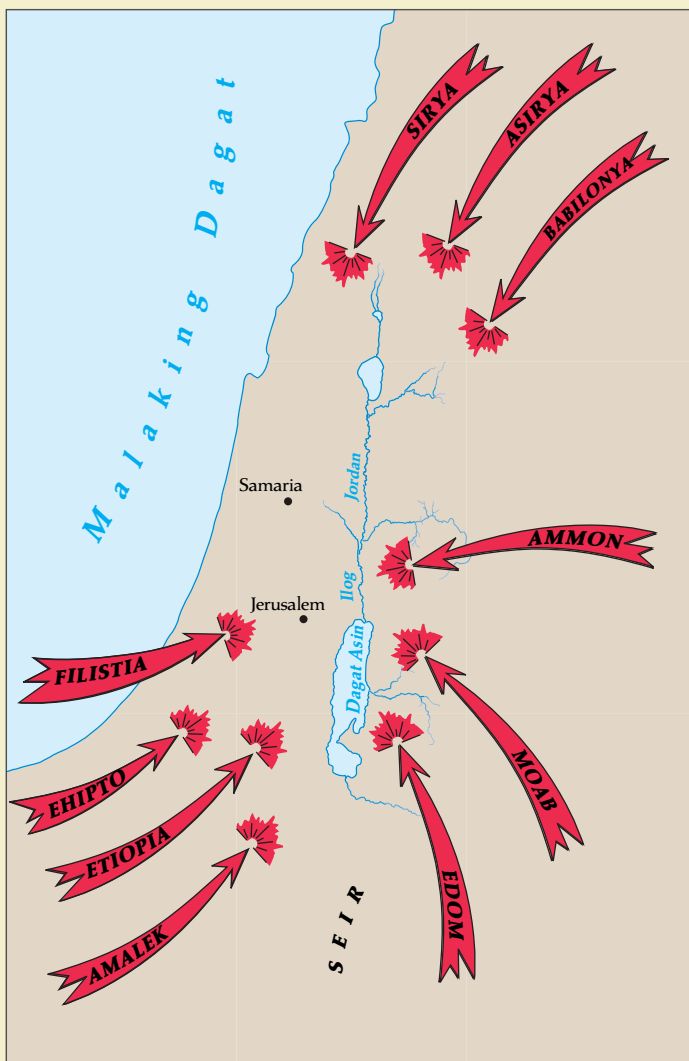 SIRYA
ASIRYA
BABILONYA
Malaking Dagat
Samaria
Ilog Jordan
AMMON
Jerusalem
Dagat Asin
FILISTIA
MOAB
EHIPTO
ETIOPIA
EDOM
AMALEK
SEIR